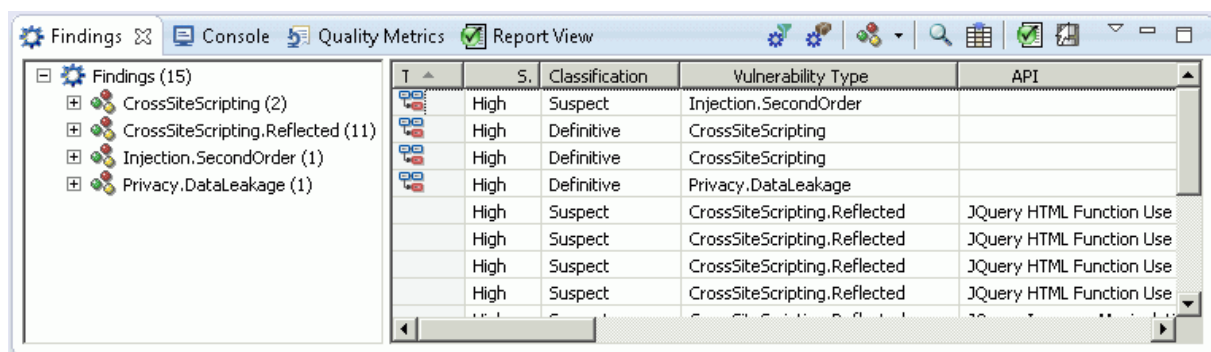 Findings Console Quality Metrics Report View
Findings (15)
CrossSiteScripting (2)
CrossSiteScripting.Reflected (11)
Injection.SecondOrder (1)
Privacy.DataLeakage (1)
T S. Classification Vulnerability Type API
High Suspect Injection.SecondOrder
High Definitive CrossSiteScripting
High Definitive CrossSiteScripting
High Definitive Privacy.DataLeakage
High Suspect CrossSiteScripting.Reflected JQuery HTML Function Use
High Suspect CrossSiteScripting.Reflected JQuery HTML Function Use
High Suspect CrossSiteScripting.Reflected JQuery HTML Function Use
High Suspect CrossSiteScripting.Reflected JQuery HTML Function Use